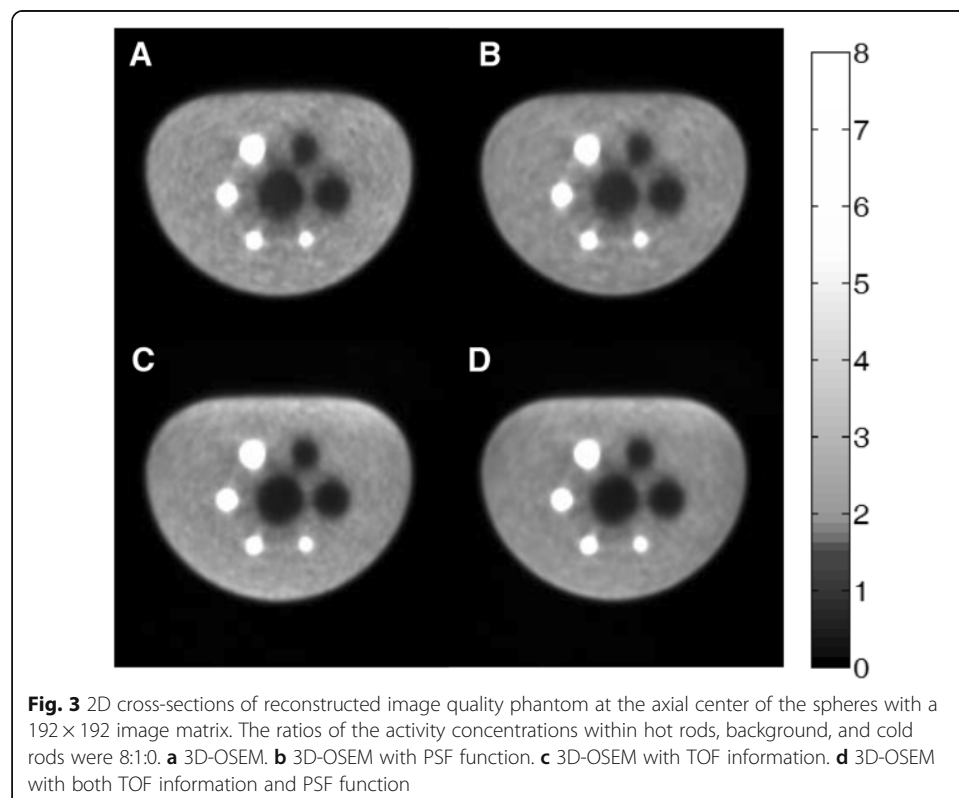 A
B
C
D
8
7
6
5
4
3
2
1
0
Fig. 3 2D cross-sections of reconstructed image quality phantom at the axial center of the spheres with a
192 × 192 image matrix. The ratios of the activity concentrations within hot rods, background, and cold
rods were 8:1:0. a 3D-OSEM. b 3D-OSEM with PSF function. c 3D-OSEM with TOF information. d 3D-OSEM
with both TOF information and PSF function